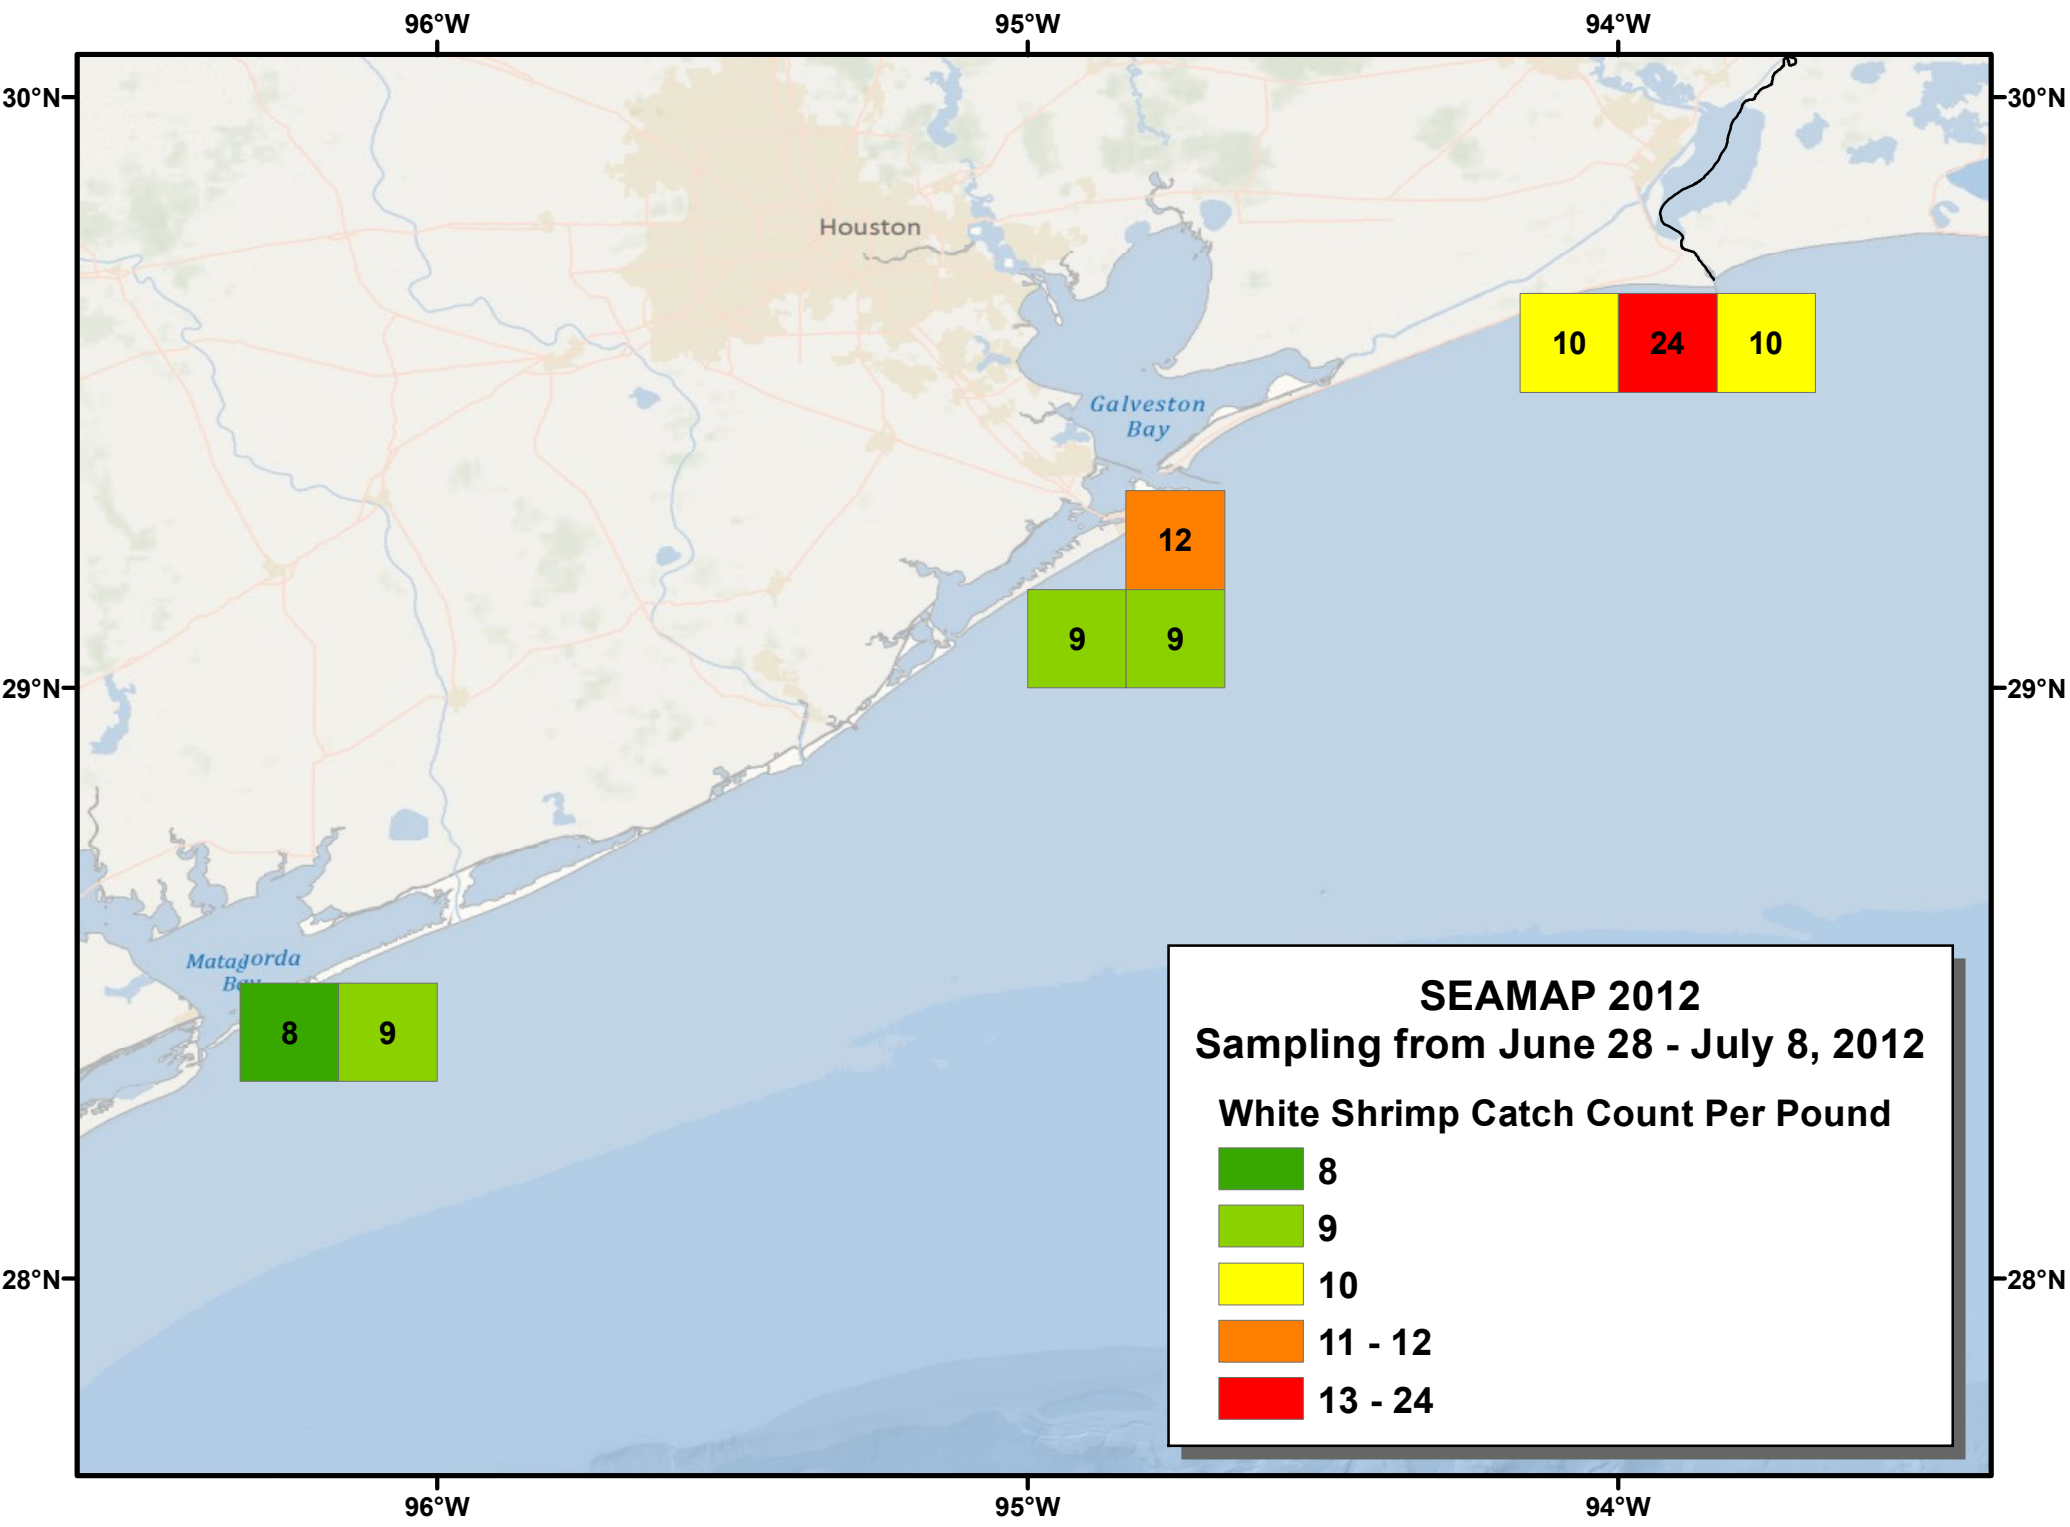 96°W 95°W 94°W
30°N 30°N
Houston
10 24 10
Galveston
Bay
12
9 9
29°N 29°N
Matagorda
Bay
8 9
SEAMAP 2012
Sampling from June 28 - July 8, 2012
White Shrimp Catch Count Per Pound
8
9
10
11 - 12
13 - 24
28°N 28°N
96°W 95°W 94°W